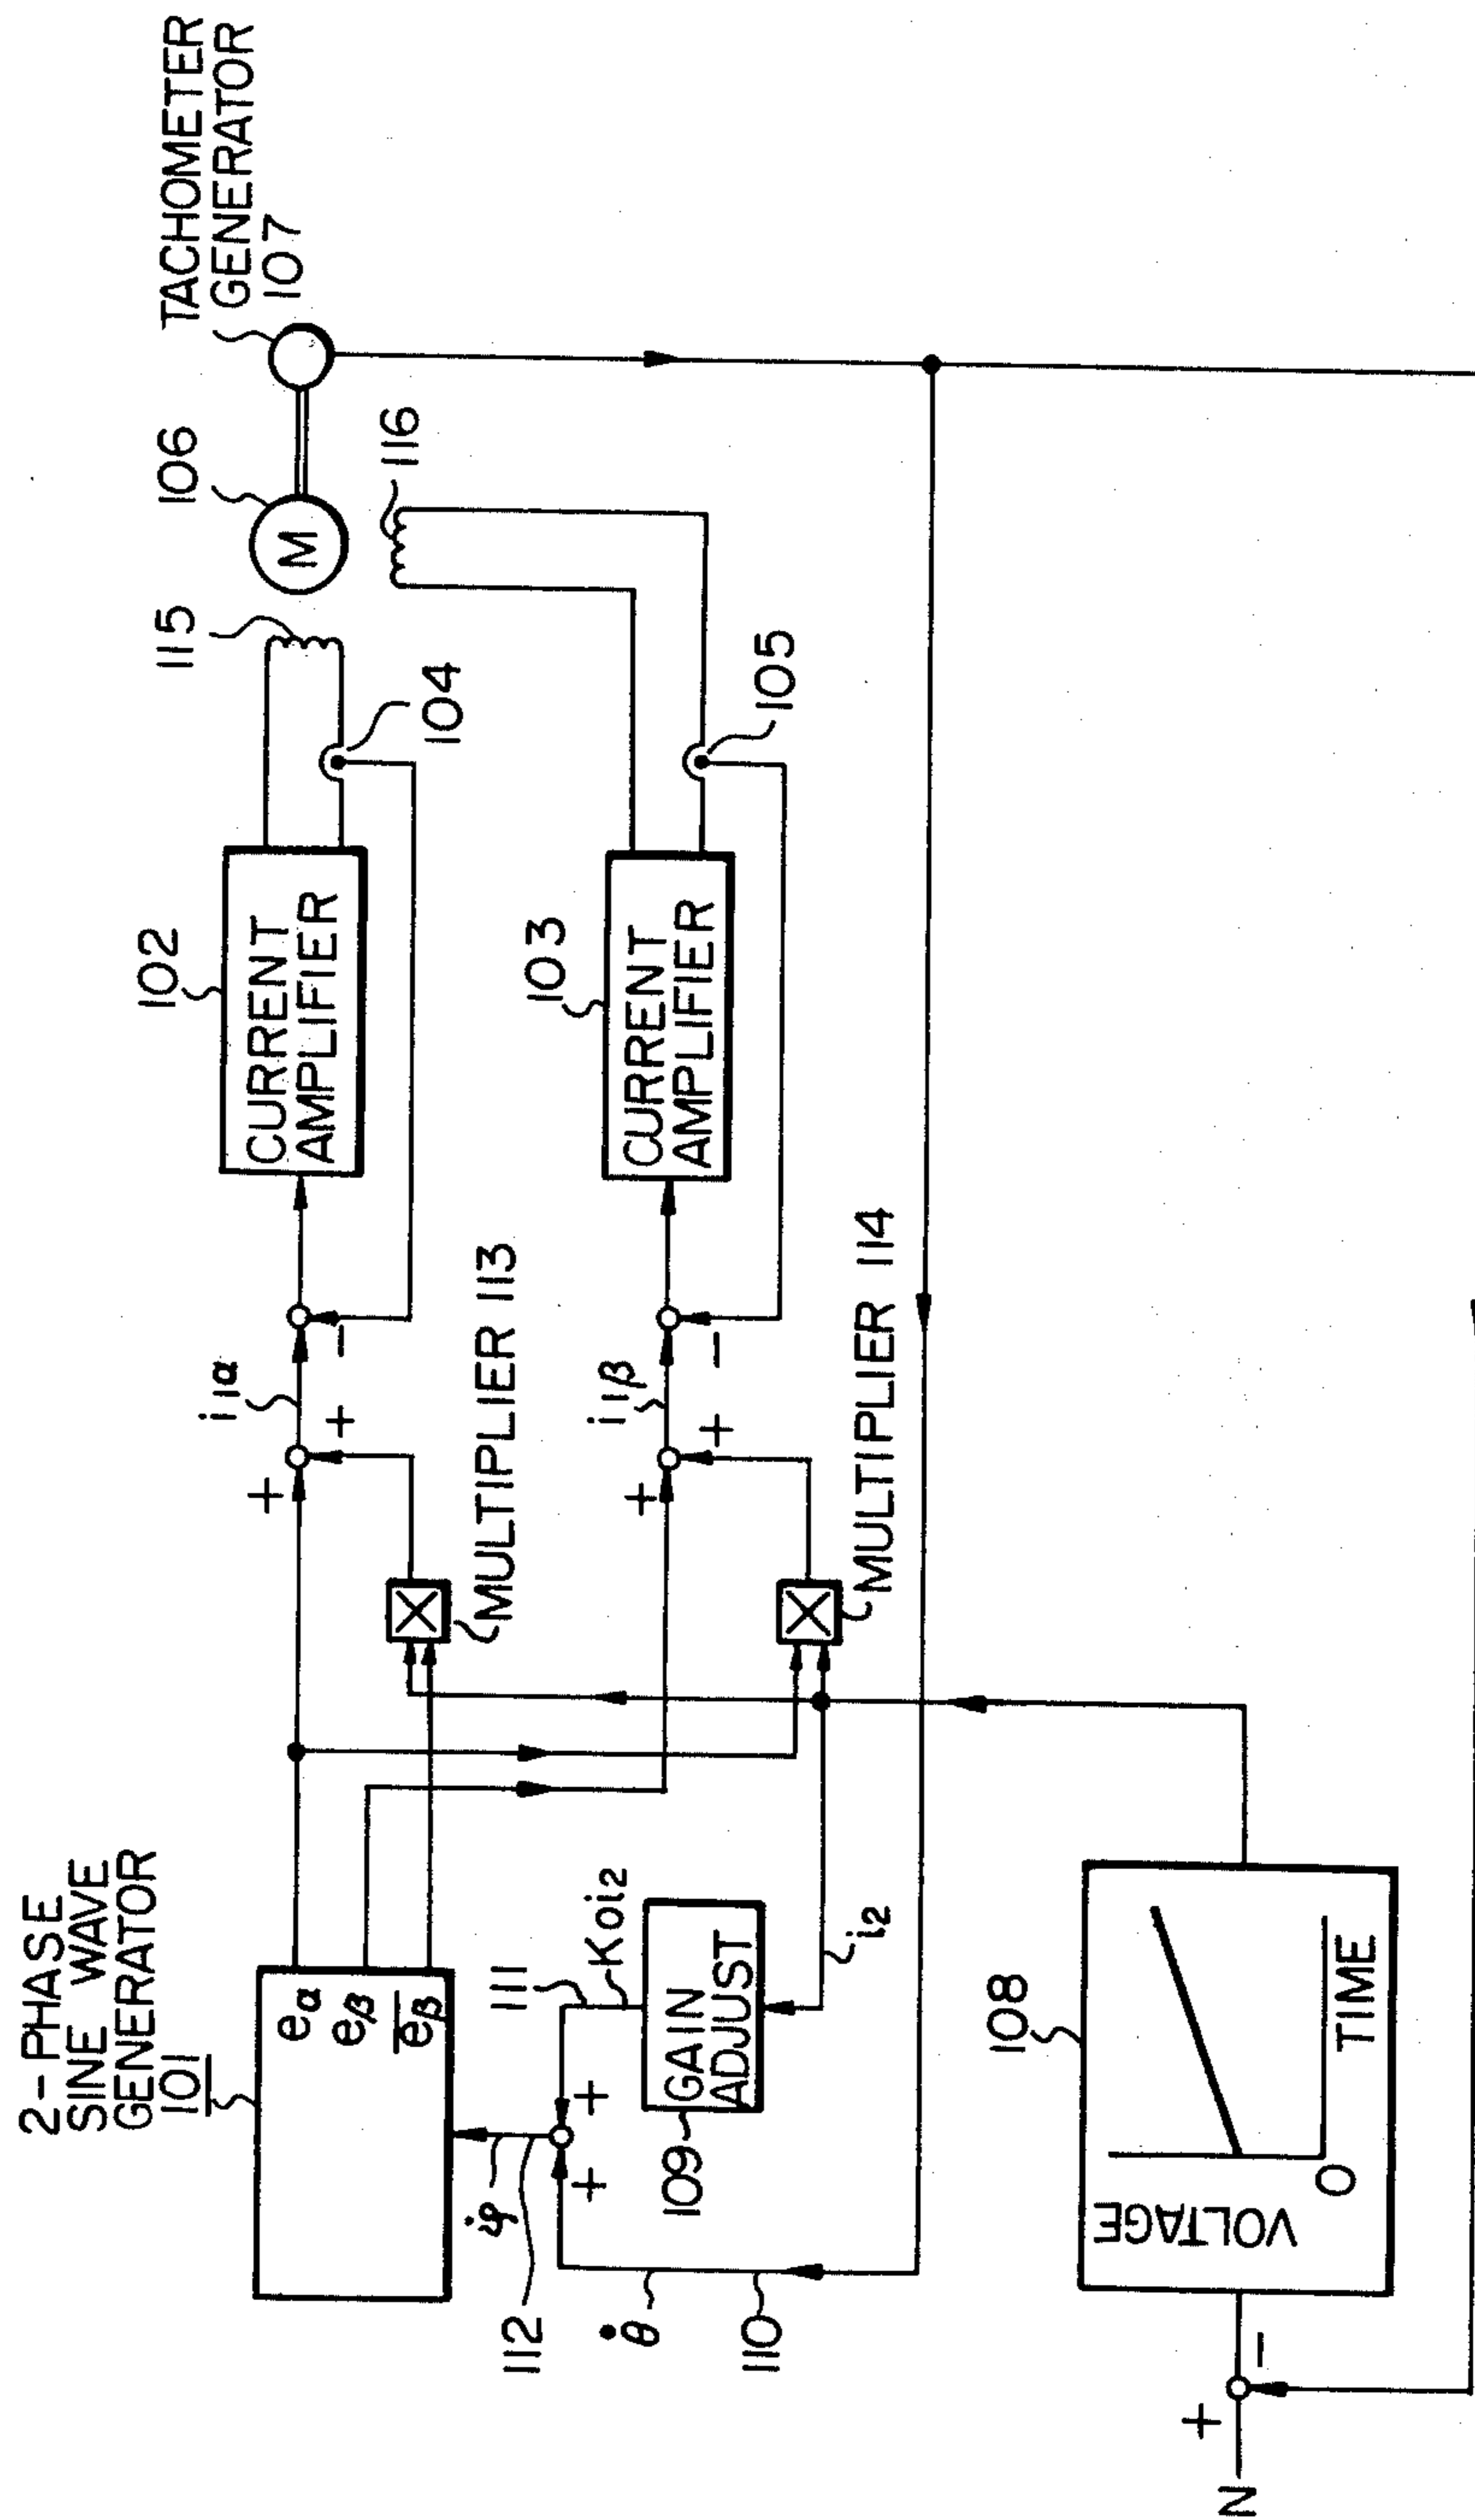 2-PHASE
SINE WAVE
GENERATOR
101
eα
eβ
e̅β̅
φ̇
112
θ̇
110
111
Koi2
109
GAIN
ADJUST
i2
108
VOLTAGE
O
TIME
N
+
−
+
+
+
+
+
+
i1α
−
i1β
−
MULTIPLIER 113
MULTIPLIER 114
102
CURRENT
AMPLIFIER
103
CURRENT
AMPLIFIER
104
105
115
116
106
M
TACHOMETER
GENERATOR
107